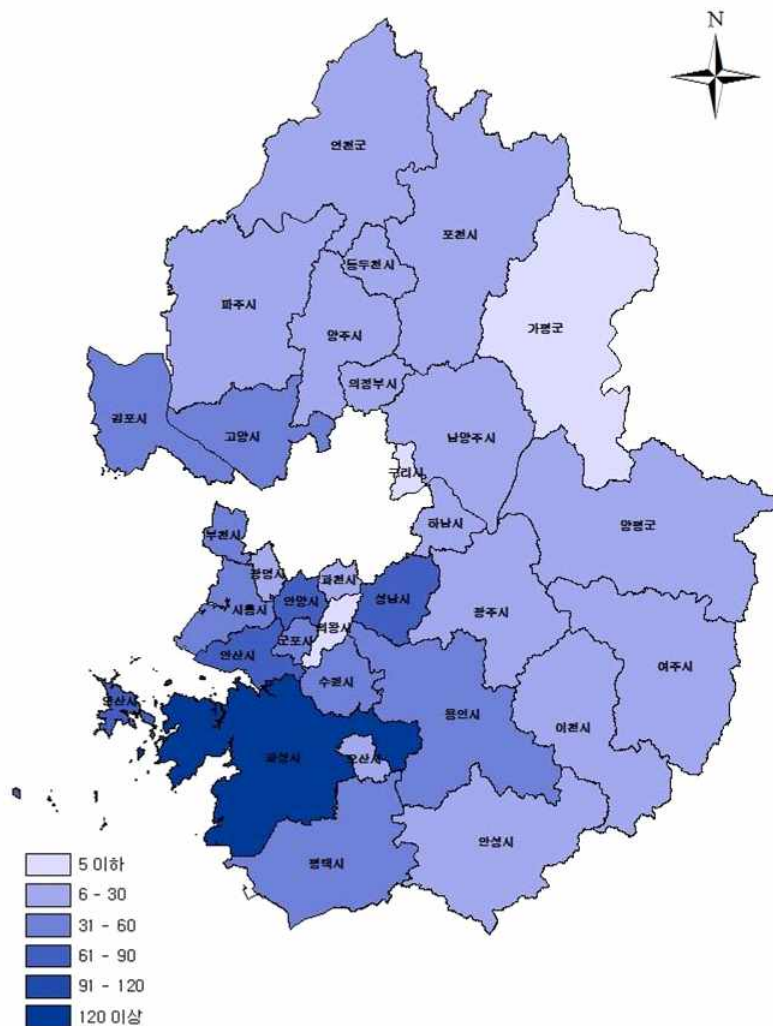 N
연천군
포천시
동두천시
파주시
양주시
가평군
의정부시
김포시
고양시
남양주시
구리시
양평군
하남시
부천시
광명시
과천시
안양시
성남시
시흥시
광주시
의왕시
군포시
안산시
여주시
수원시
안산시
용인시
이천시
화성시
오산시
안성시
평택시
5 이하
6 - 30
31 - 60
61 - 90
91 - 120
120 이상